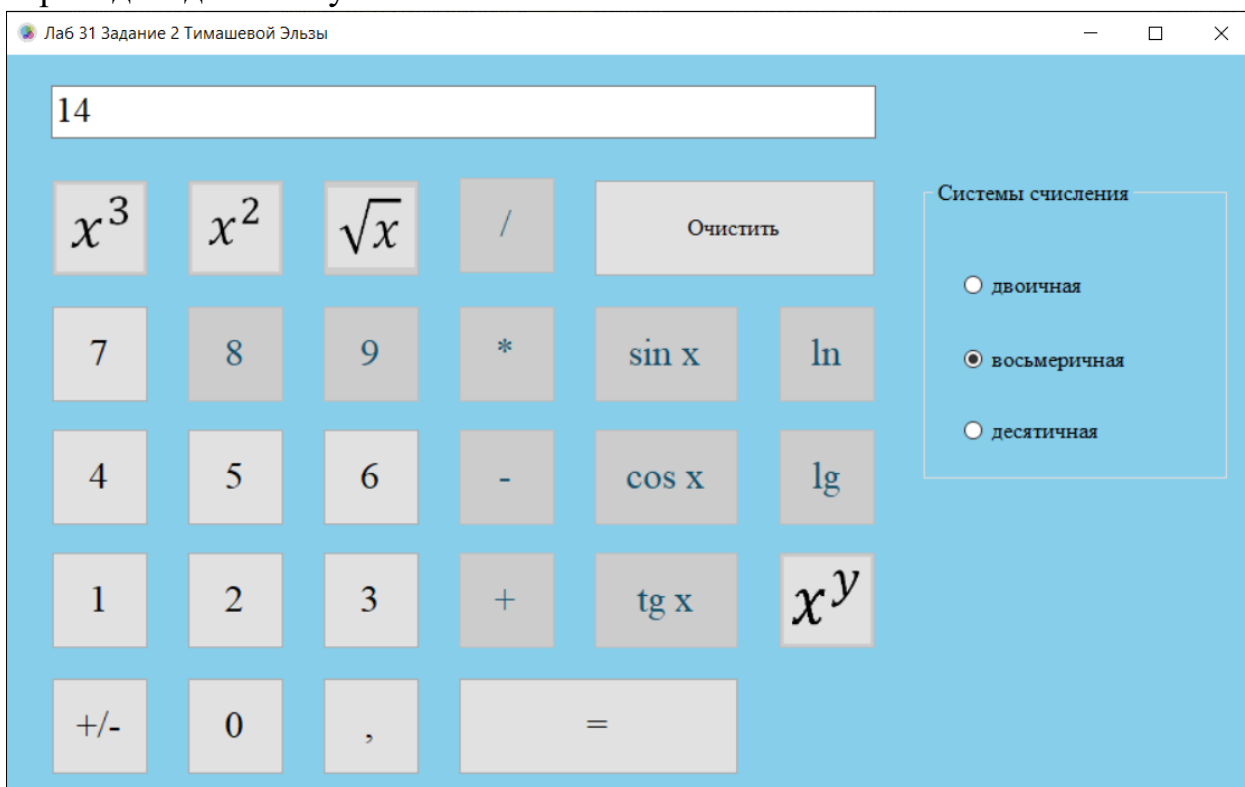 Лаб 31 Задание 2 Тимашевой Эльзы
14
x³ x² √x / Очистить
Системы счисления
двоичная
7 8 9 * sin x ln
восьмеричная
десятичная
4 5 6 - cos x lg
1 2 3 + tg x xʸ
+/- 0 , =